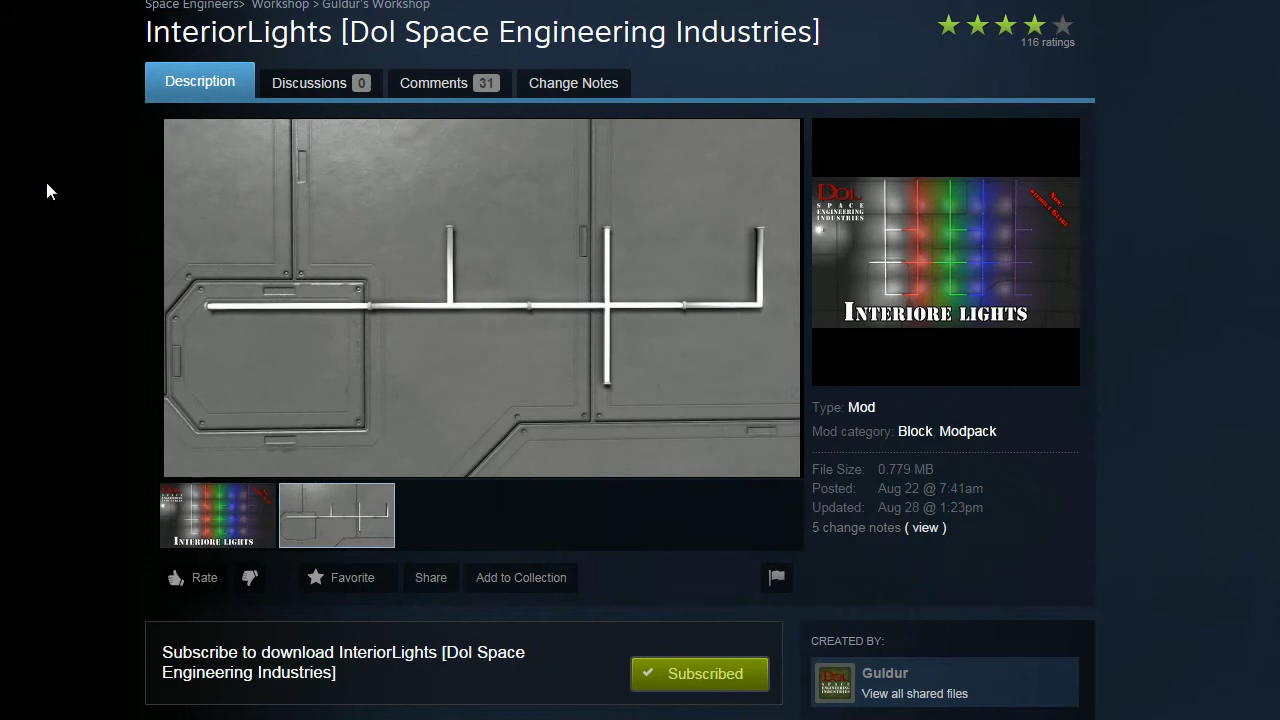 Space Engineers> Workshop > Guldur's Workshop
InteriorLights [Dol Space Engineering Industries]
116 ratings
Description
Discussions 0
Comments 31
Change Notes
DOL
SPACE
ENGINEERING
INDUSTRIES
INTERIORE LIGHTS
Type: Mod
Mod category: Block, Modpack
File Size: 0.779 MB
Posted: Aug 22 @ 7:41am
Updated: Aug 28 @ 1:23pm
5 change notes ( view )
INTERIORE LIGHTS
Rate
Favorite
Share
Add to Collection
Subscribe to download InteriorLights [Dol Space
Engineering Industries]
Subscribed
CREATED BY:
Guldur
View all shared files